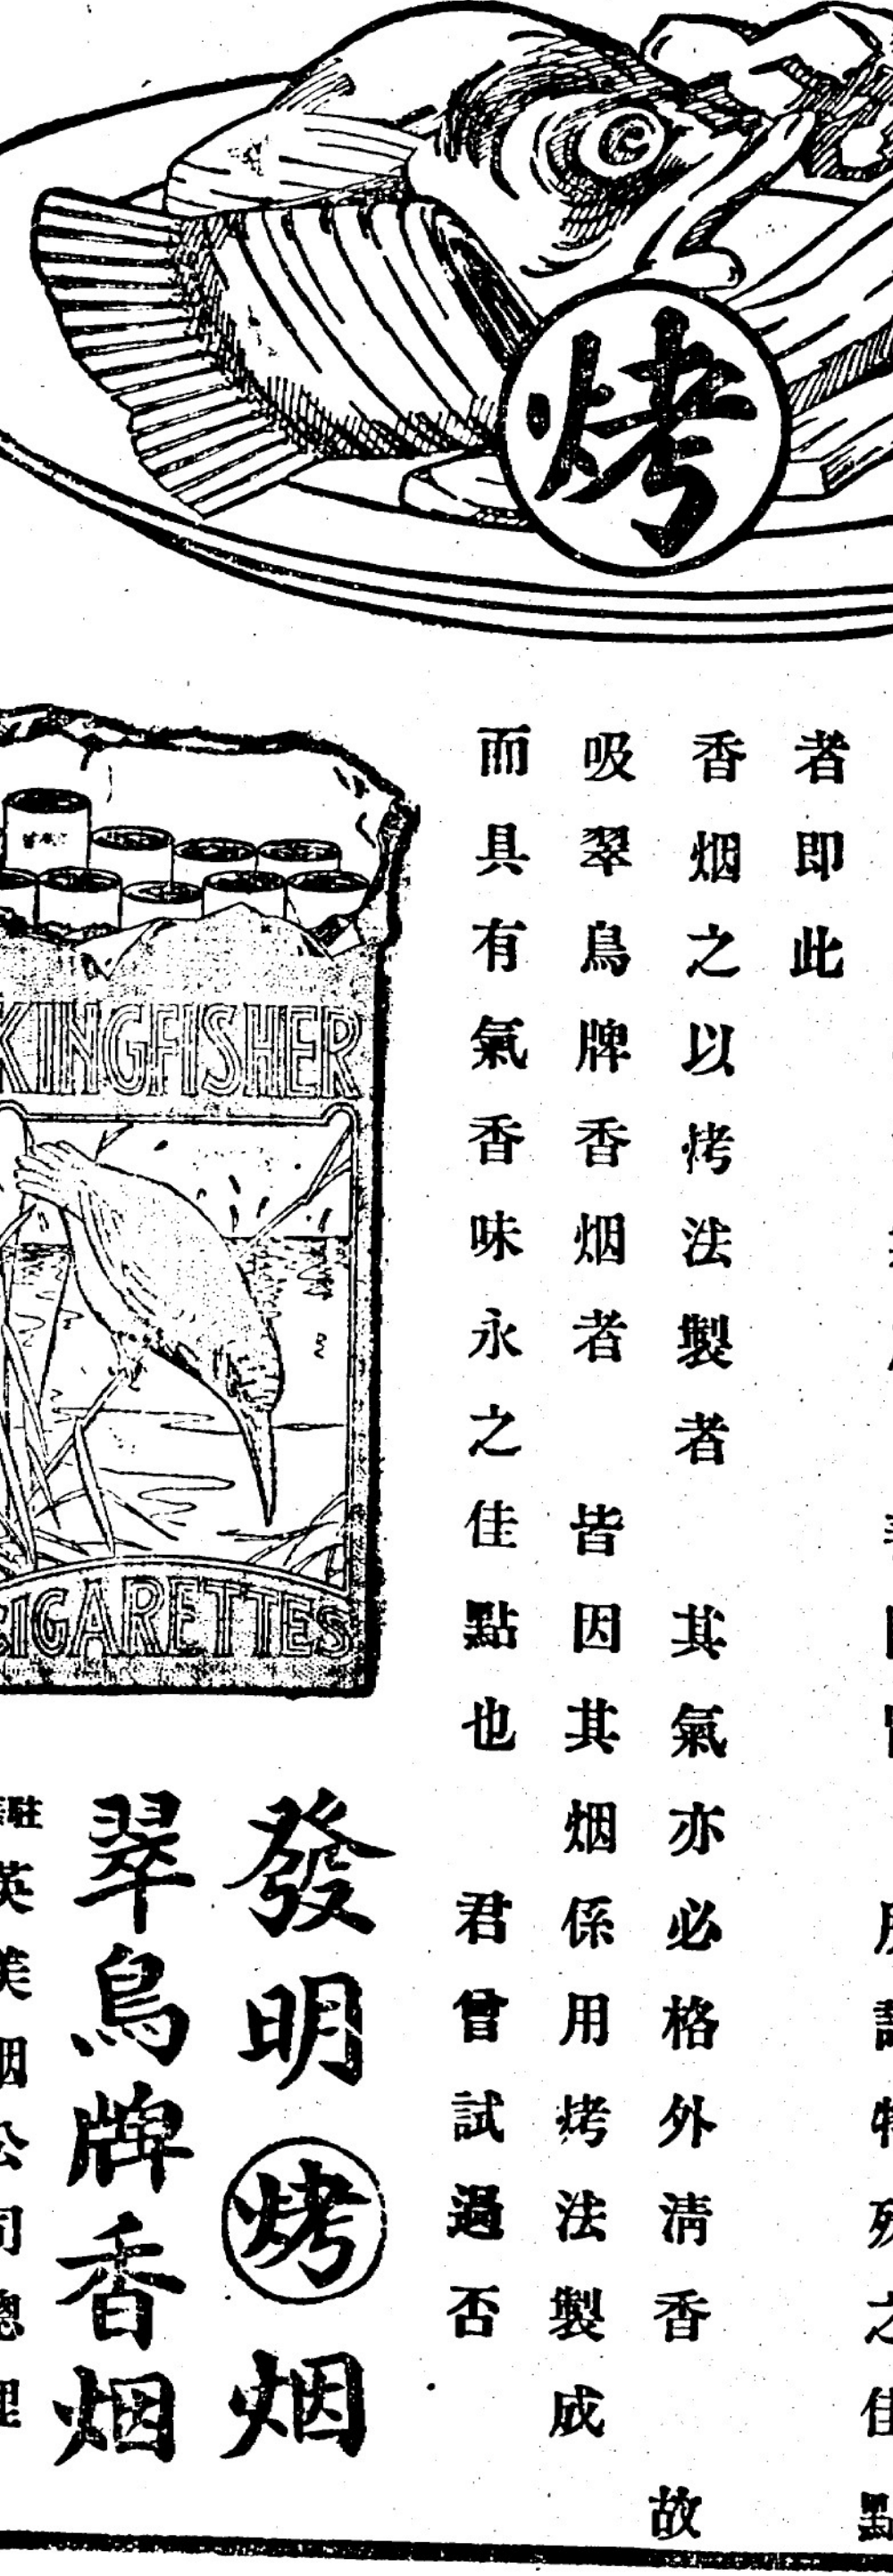 烤
者即此
香烟之以烤法製者　其氣亦必格外淸香　故
吸翠鳥牌香烟者　皆因其烟係用烤法製成
而具有氣香味永之佳點也　君曾試過否
KINGFISHER
CIGARETTES
發明烤烟
翠鳥牌香烟
駐
英美烟公司總理